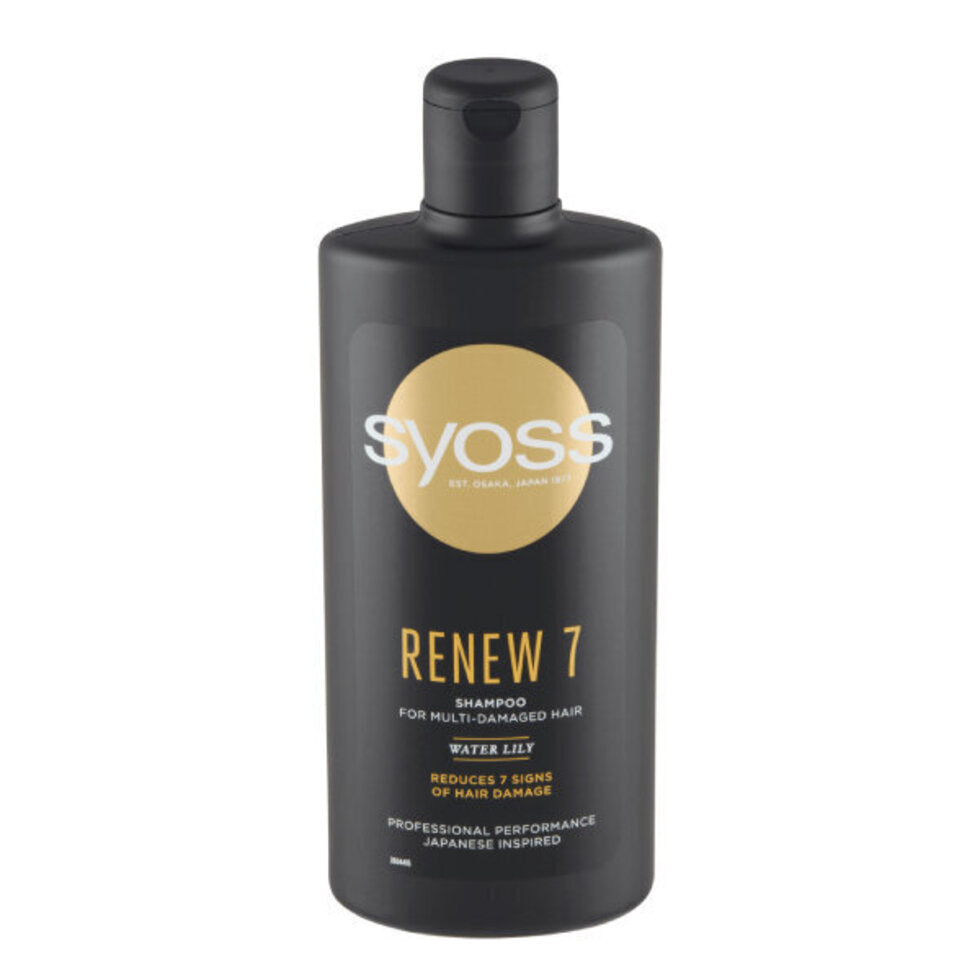 syoss
EST. OSAKA, JAPAN 1977
RENEW 7
SHAMPOO
FOR MULTI-DAMAGED HAIR
WATER LILY
REDUCES 7 SIGNS
OF HAIR DAMAGE
PROFESSIONAL PERFORMANCE
JAPANESE INSPIRED